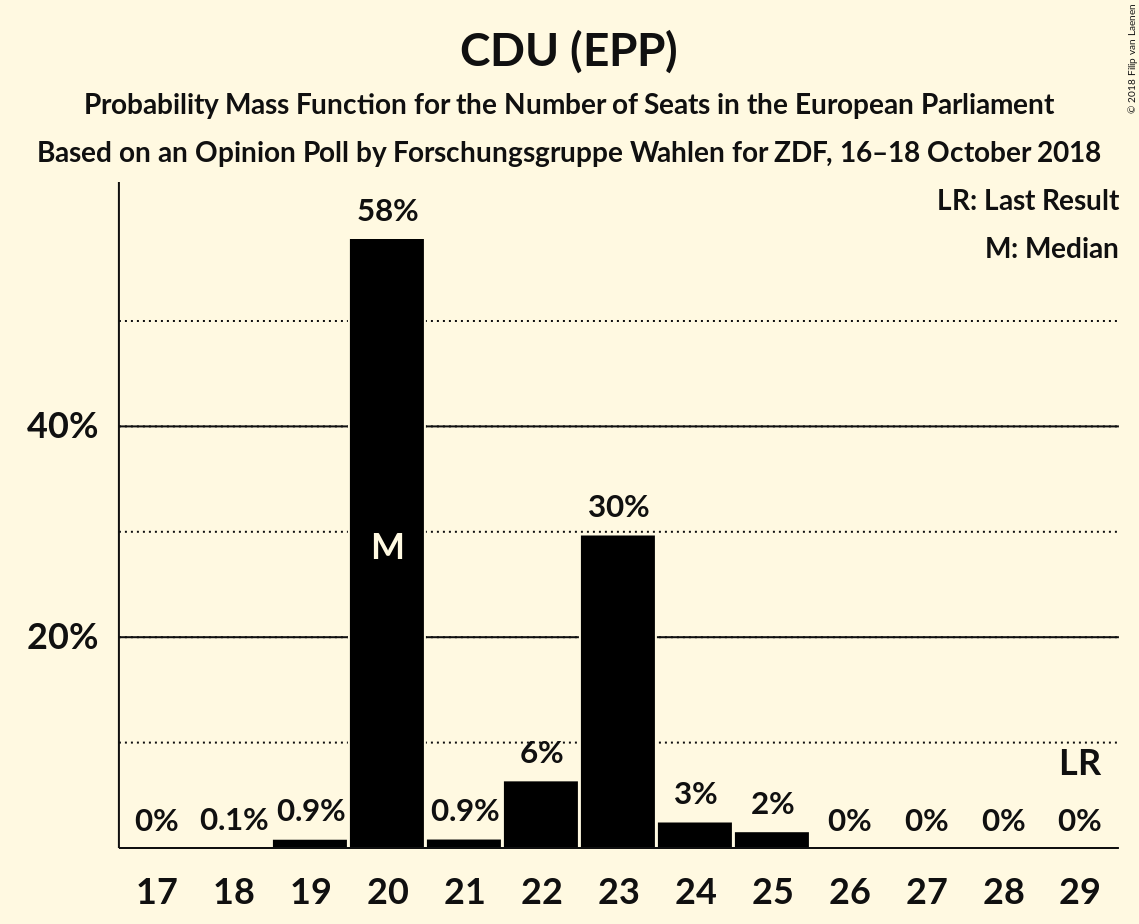 CDU (EPP)
Probability Mass Function for the Number of Seats in the European Parliament
Based on an Opinion Poll by Forschungsgruppe Wahlen for ZDF, 16–18 October 2018
© 2018 Filip van Laenen
LR: Last Result
M: Median
58%
40%
M
30%
20%
6%
LR
0% 0.1% 0.9% 0.9% 3% 2% 0% 0% 0% 0%
17 18 19 20 21 22 23 24 25 26 27 28 29